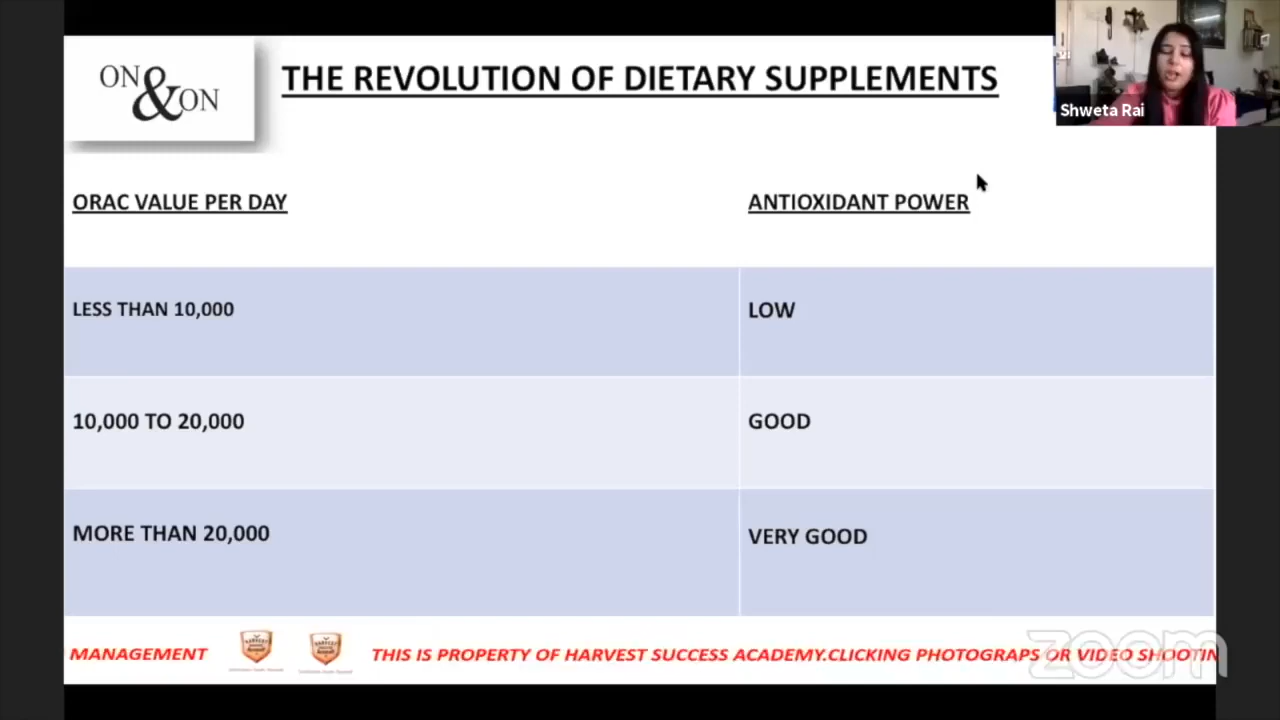 ON & ON
THE REVOLUTION OF DIETARY SUPPLEMENTS
Shweta Rai
ORAC VALUE PER DAY
ANTIOXIDANT POWER
LESS THAN 10,000
LOW
10,000 TO 20,000
GOOD
MORE THAN 20,000
VERY GOOD
MANAGEMENT
THIS IS PROPERTY OF HARVEST SUCCESS ACADEMY.CLICKING PHOTOGRAPS OR VIDEO SHOOTIN
zoom